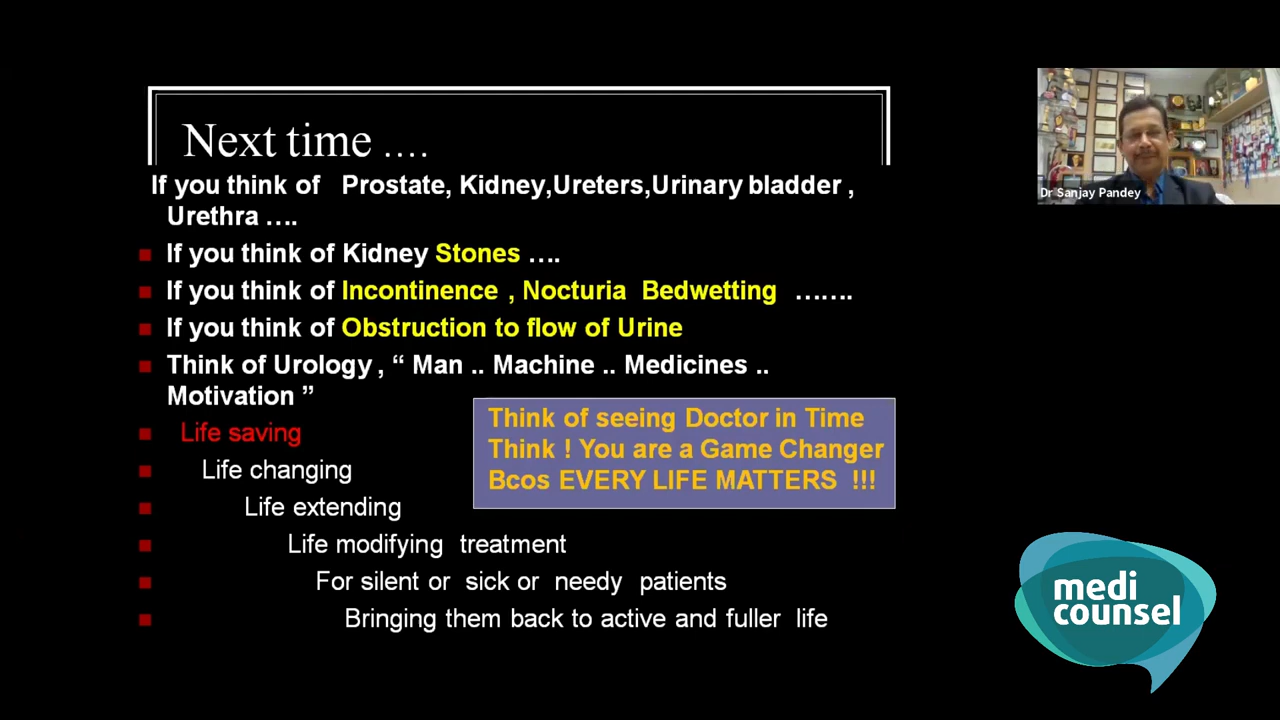 Next time ....
If you think of Prostate, Kidney,Ureters,Urinary bladder ,
Urethra ....
If you think of Kidney Stones ....
If you think of Incontinence , Nocturia Bedwetting .......
If you think of Obstruction to flow of Urine
Think of Urology , “ Man .. Machine .. Medicines ..
Motivation ”
Life saving
Life changing
Life extending
Life modifying treatment
For silent or sick or needy patients
Bringing them back to active and fuller life
Think of seeing Doctor in Time
Think ! You are a Game Changer
Bcos EVERY LIFE MATTERS !!!
Dr Sanjay Pandey
medi
counsel